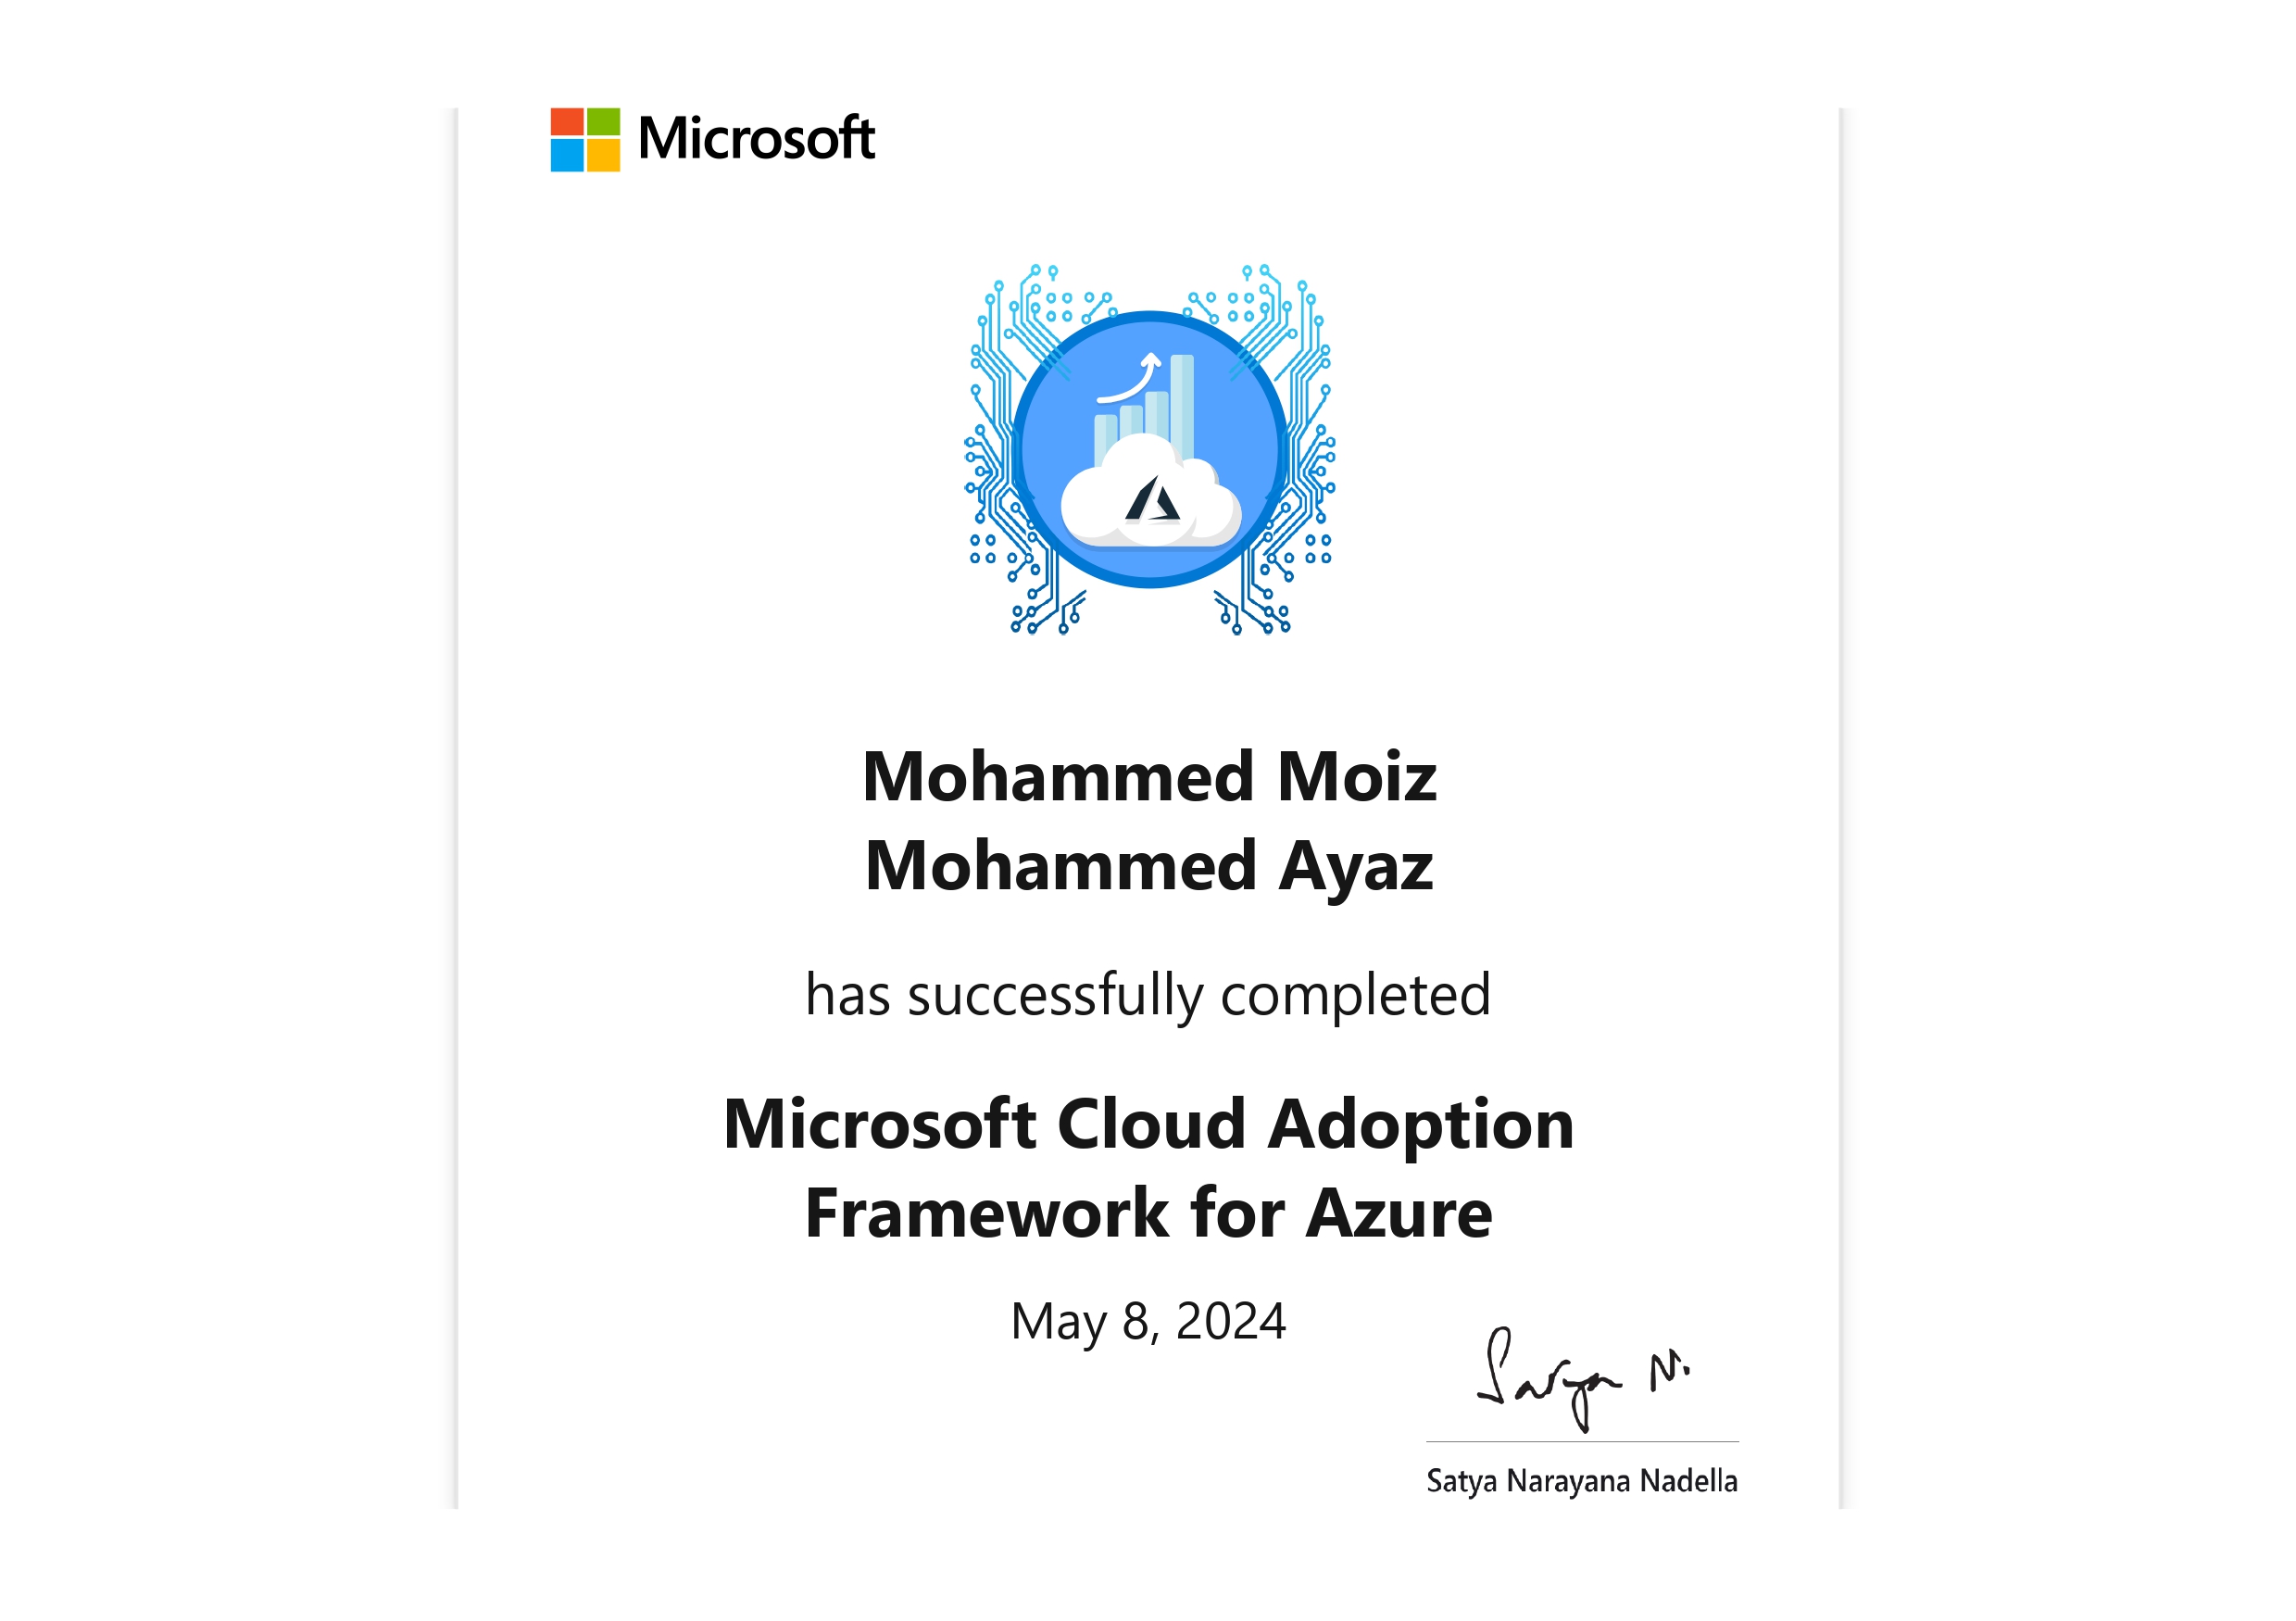 Microsoft
Mohammed Moiz
Mohammed Ayaz
has successfully completed
Microsoft Cloud Adoption
Framework for Azure
May 8, 2024
Satya N.
Satya Narayana Nadella